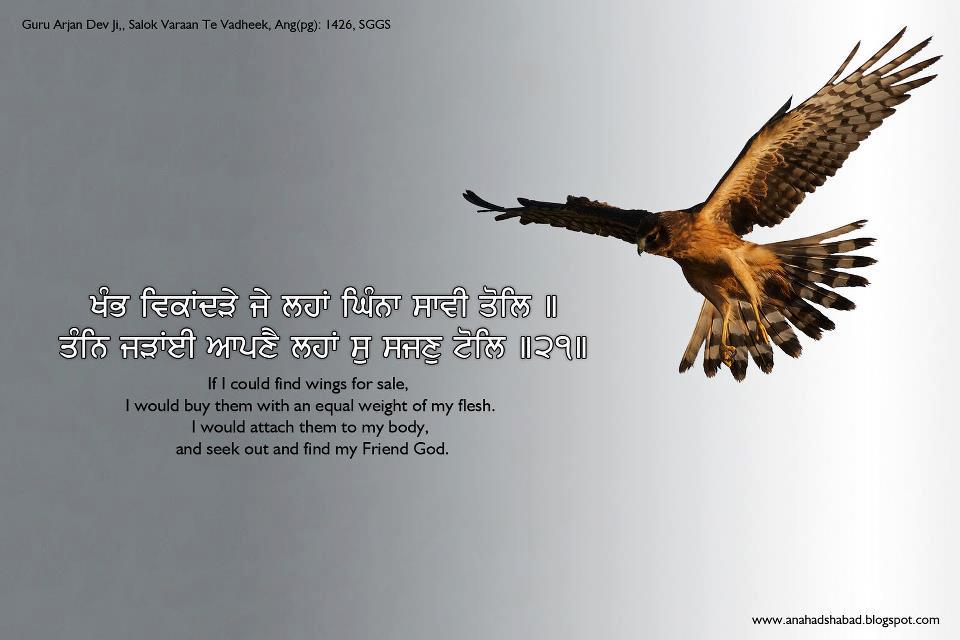 Guru Arjan Dev Ji,, Salok Varaan Te Vadheek, Ang(pg): 1426, SGGS
ਖੰਭ ਵਿਕਾਂਦੜੇ ਜੇ ਲਹਾਂ ਘਿੰਨਾ ਸਾਵੀ ਤੋਲਿ ॥
ਤੰਨਿ ਜੜਾਂਈ ਆਪਣੈ ਲਹਾਂ ਸੁ ਸਜਣੁ ਟੋਲਿ ॥੨੧॥
If I could find wings for sale,
I would buy them with an equal weight of my flesh.
I would attach them to my body,
and seek out and find my Friend God.
www.anahadshabad.blogspot.com